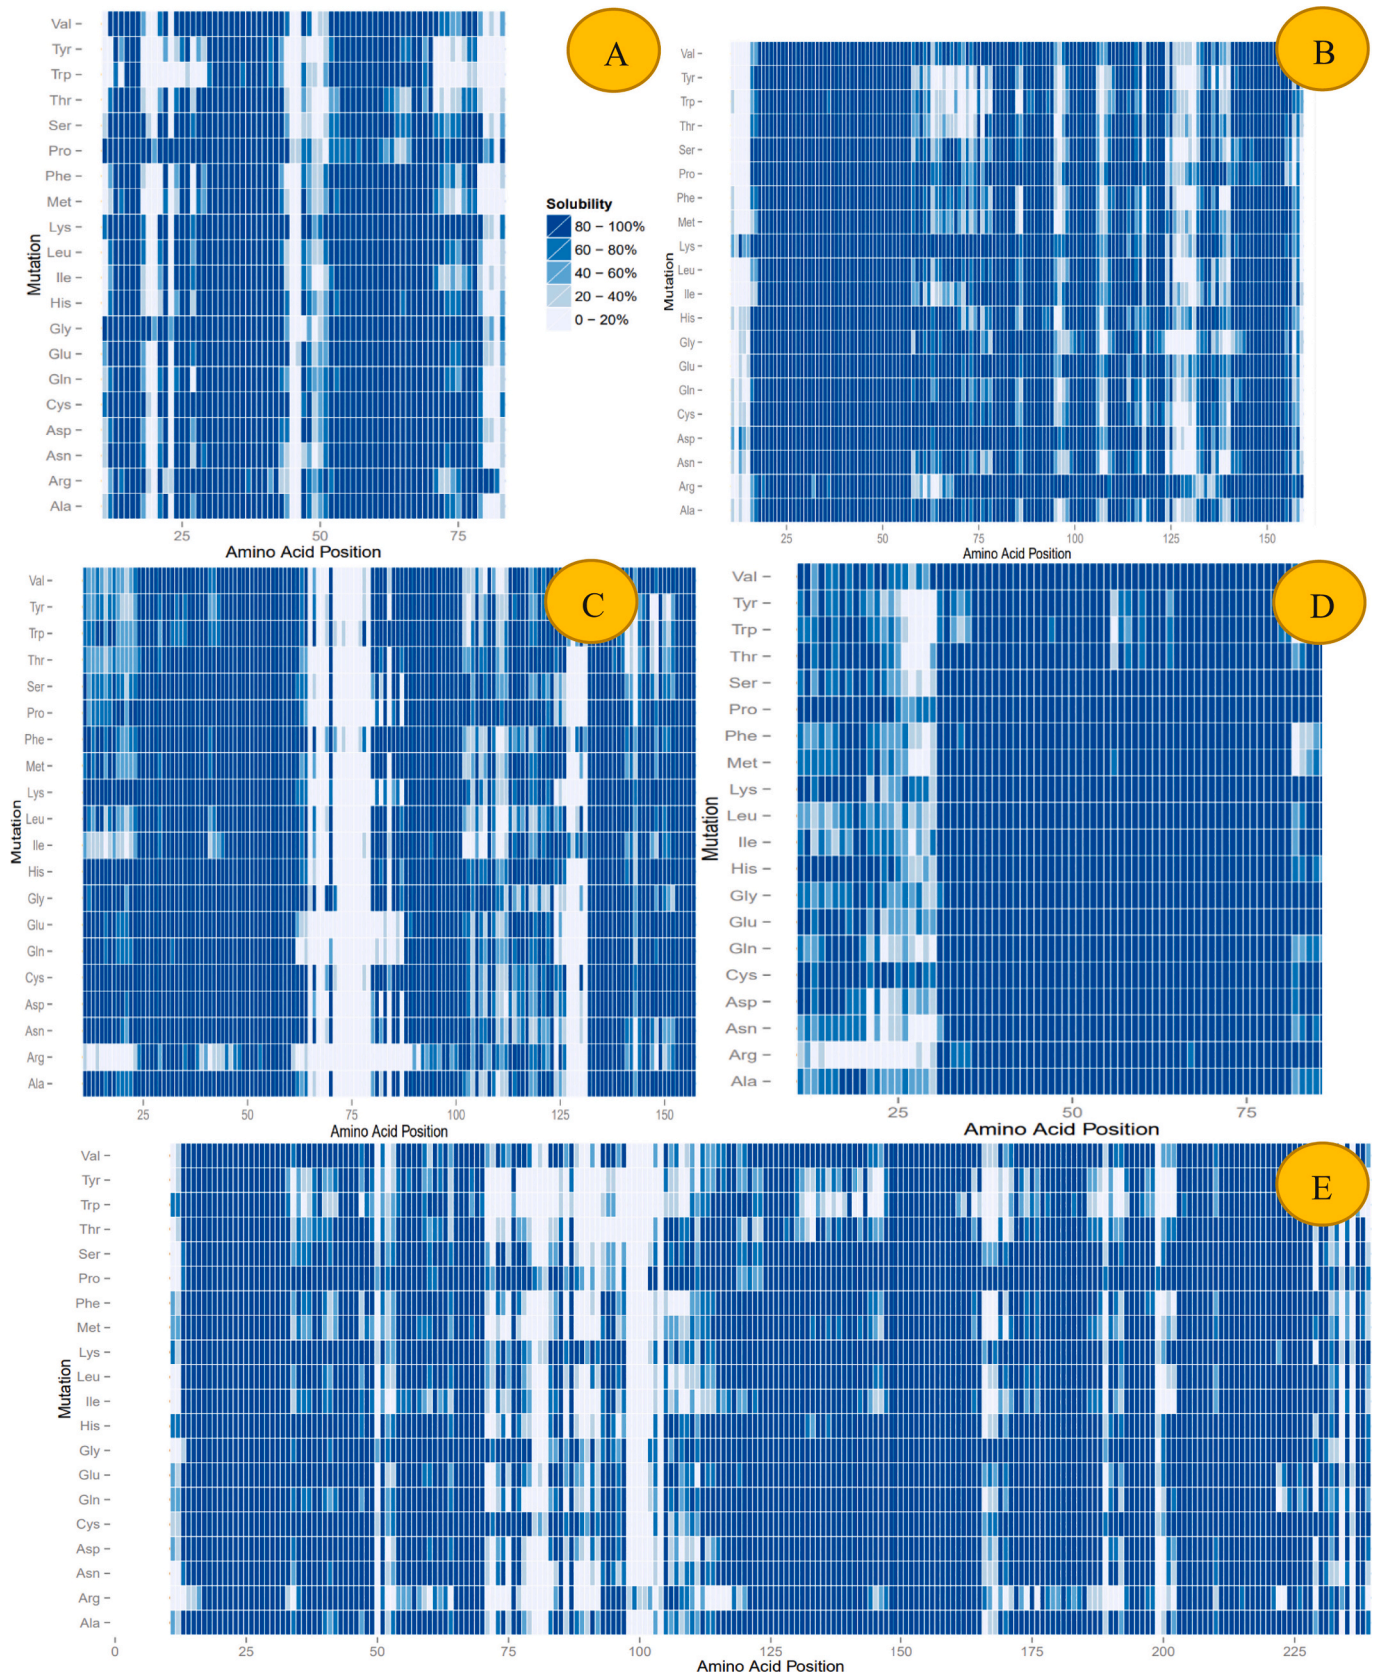 A
Val
Tyr
Trp
Thr
Ser
Pro
Phe
Met
Lys
Leu
Ile
His
Gly
Glu
Gln
Cys
Asp
Asn
Arg
Ala
Mutation
25 50 75
Amino Acid Position
Solubility
80 – 100%
60 – 80%
40 – 60%
20 – 40%
0 – 20%
B
Val
Tyr
Trp
Thr
Ser
Pro
Phe
Met
Lys
Leu
Ile
His
Gly
Glu
Gln
Cys
Asp
Asn
Arg
Ala
Mutation
25 50 75 100 125 150
Amino Acid Position
C
Val
Tyr
Trp
Thr
Ser
Pro
Phe
Met
Lys
Leu
Ile
His
Gly
Glu
Gln
Cys
Asp
Asn
Arg
Ala
Mutation
25 50 75 100 125 150
Amino Acid Position
D
Val
Tyr
Trp
Thr
Ser
Pro
Phe
Met
Lys
Leu
Ile
His
Gly
Glu
Gln
Cys
Asp
Asn
Arg
Ala
Mutation
25 50 75
Amino Acid Position
E
Val
Tyr
Trp
Thr
Ser
Pro
Phe
Met
Lys
Leu
Ile
His
Gly
Glu
Gln
Cys
Asp
Asn
Arg
Ala
Mutation
0 25 50 75 100 125 150 175 200 225
Amino Acid Position